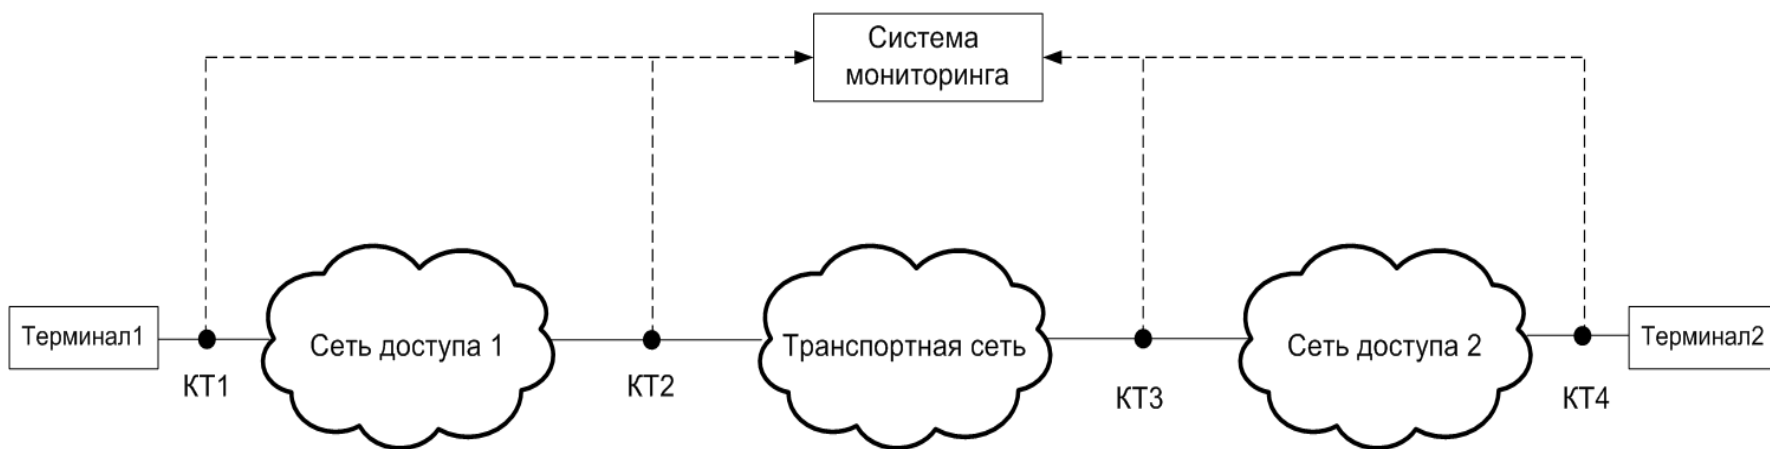 Система
мониторинга
Терминал1
Сеть доступа 1
Транспортная сеть
Сеть доступа 2
Терминал2
КТ1
КТ2
КТ3
КТ4